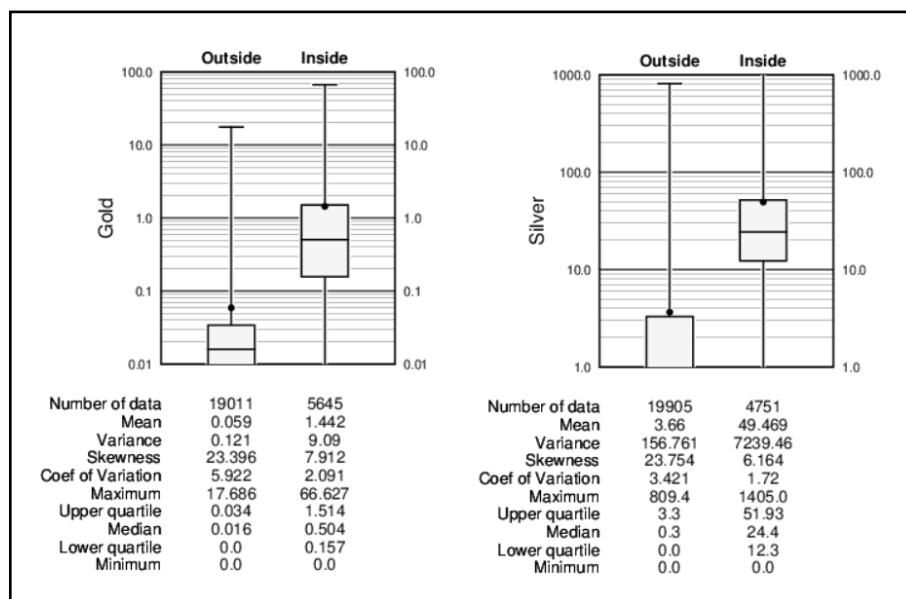 Outside Inside
100.0 100.0
10.0 10.0
Gold
1.0 1.0
0.1 0.1
0.01 0.01
Number of data 19011 5645
Mean 0.059 1.442
Variance 0.121 9.09
Skewness 23.396 7.912
Coef of Variation 5.922 2.091
Maximum 17.686 66.627
Upper quartile 0.034 1.514
Median 0.016 0.504
Lower quartile 0.0 0.157
Minimum 0.0 0.0
Outside Inside
1000.0 1000.0
100.0 100.0
Silver
10.0 10.0
1.0 1.0
Number of data 19905 4751
Mean 3.66 49.469
Variance 156.761 7239.46
Skewness 23.754 6.164
Coef of Variation 3.421 1.72
Maximum 809.4 1405.0
Upper quartile 3.3 51.93
Median 0.3 24.4
Lower quartile 0.0 12.3
Minimum 0.0 0.0